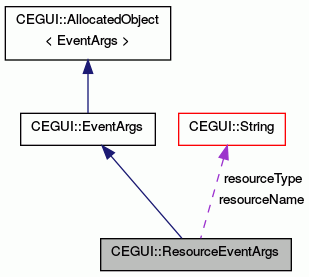 CEGUI::AllocatedObject
< EventArgs >
CEGUI::EventArgs
CEGUI::String
resourceType
resourceName
CEGUI::ResourceEventArgs